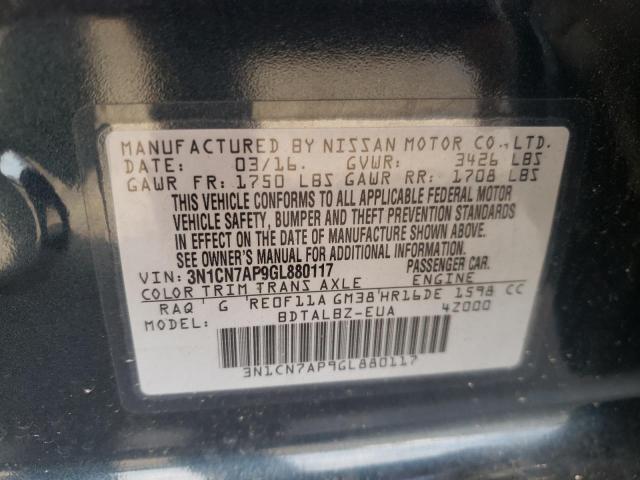 MANUFACTURED BY NISSAN MOTOR CO., LTD.
DATE: 03/16. GVWR: 3426 LBS
GAWR FR: 1750 LBS GAWR RR: 1708 LBS
THIS VEHICLE CONFORMS TO ALL APPLICABLE FEDERAL MOTOR
VEHICLE SAFETY, BUMPER AND THEFT PREVENTION STANDARDS
IN EFFECT ON THE DATE OF MANUFACTURE SHOWN ABOVE.
SEE OWNER'S MANUAL FOR ADDITIONAL INFORMATION.
VIN: 3N1CN7AP9GL880117 PASSENGER CAR.
COLOR TRIM TRANS AXLE ENGINE
RAQ ' G 'RE0F11A GM38'HR16DE 1598 CC
MODEL: BDTALBZ-EUA 4Z000
3N1CN7AP9GL880117